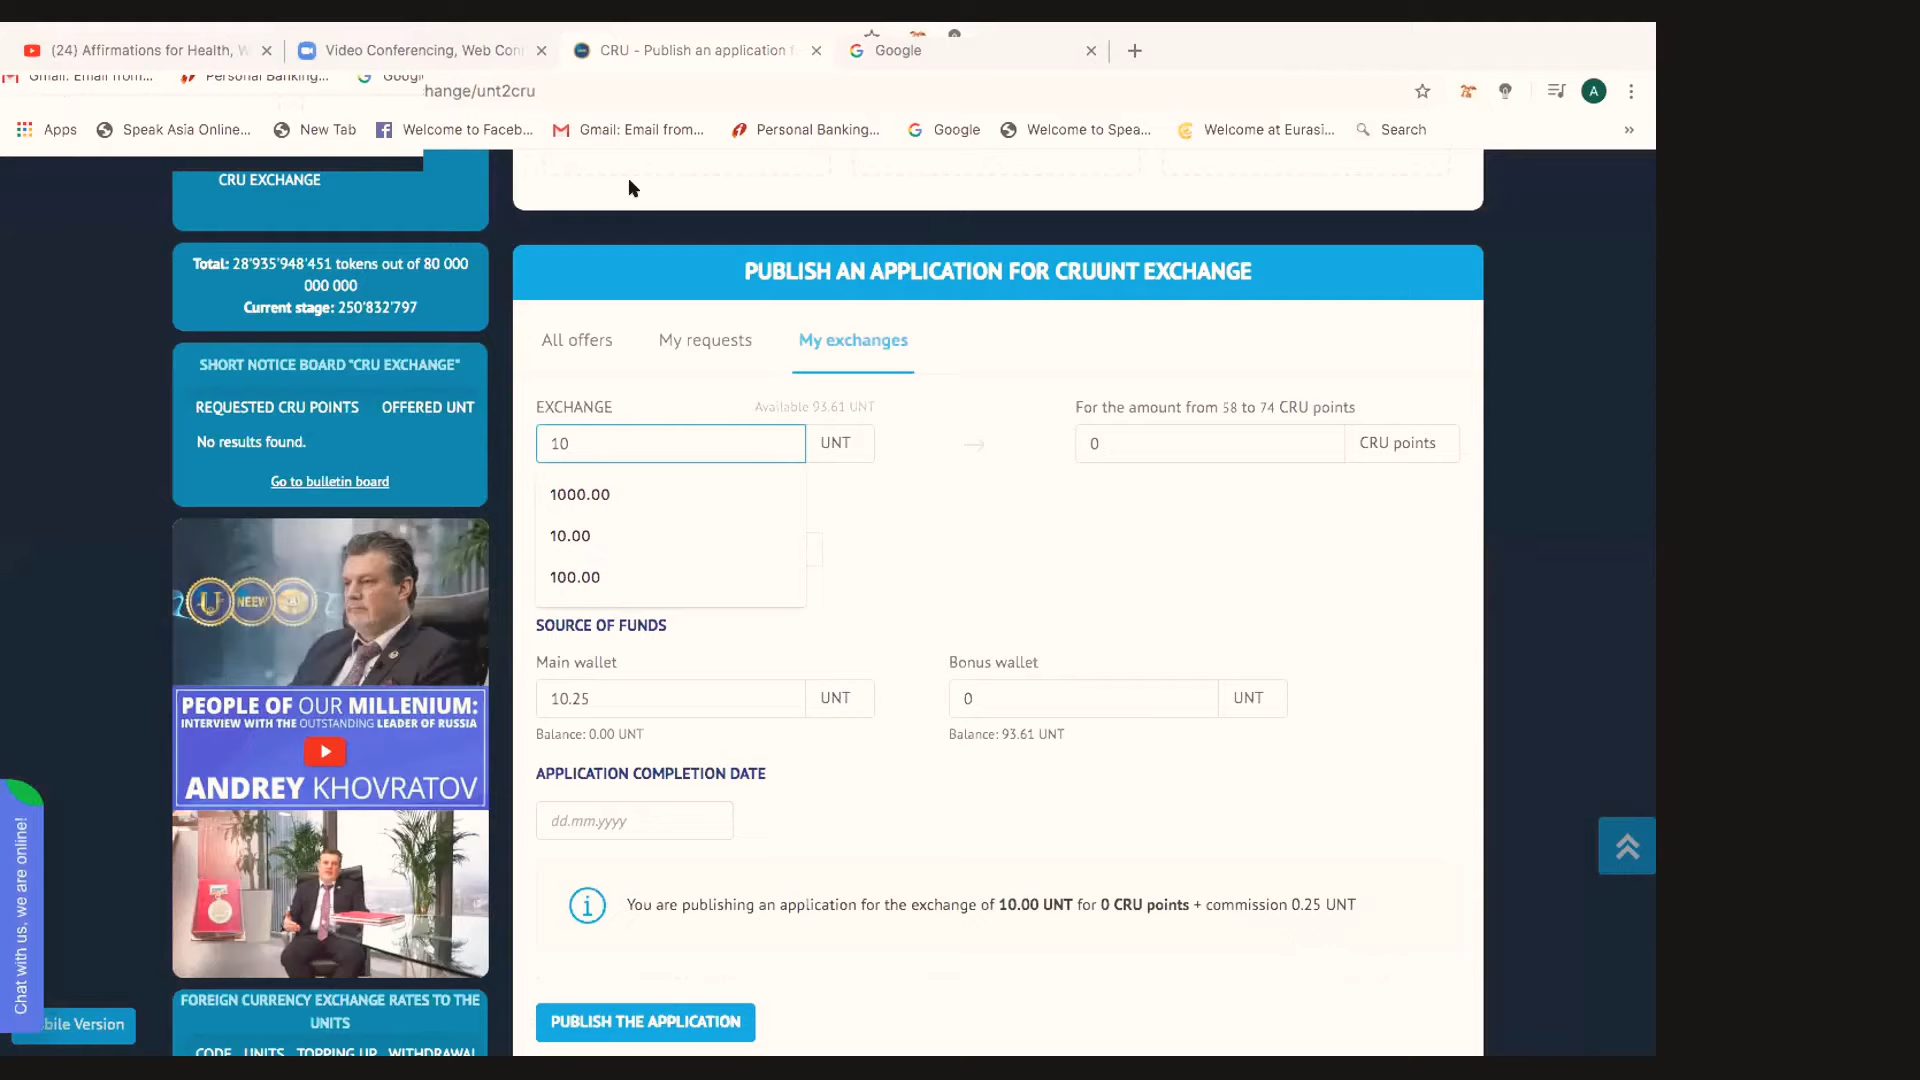 (24) Affirmations for Health, W
Video Conferencing, Web Con
CRU - Publish an application f
Google
Gmail: Email from...
Personal Banking...
Googl
hange/unt2cru
A
Apps
Speak Asia Online...
New Tab
Welcome to Faceb...
Gmail: Email from...
Personal Banking...
Google
Welcome to Spea...
Welcome at Eurasi...
Search
»
CRU EXCHANGE
Total: 28'935'948'451 tokens out of 80 000
000 000
Current stage: 250'832'797
SHORT NOTICE BOARD "CRU EXCHANGE"
REQUESTED CRU POINTS OFFERED UNT
No results found.
Go to bulletin board
NEEW
PEOPLE OF OUR MILLENIUM:
INTERVIEW WITH THE OUTSTANDING LEADER OF RUSSIA
ANDREY KHOVRATOV
FOREIGN CURRENCY EXCHANGE RATES TO THE
UNITS
CODE UNITS TOPPING UP WITHDRAWAL
Chat with us, we are online!
bile Version
PUBLISH AN APPLICATION FOR CRUUNT EXCHANGE
All offers
My requests
My exchanges
EXCHANGE
Available 93.61 UNT
For the amount from 58 to 74 CRU points
10
UNT
0
CRU points
1000.00
10.00
100.00
SOURCE OF FUNDS
Main wallet
Bonus wallet
10.25
UNT
0
UNT
Balance: 0.00 UNT
Balance: 93.61 UNT
APPLICATION COMPLETION DATE
dd.mm.yyyy
You are publishing an application for the exchange of 10.00 UNT for 0 CRU points + commission 0.25 UNT
PUBLISH THE APPLICATION